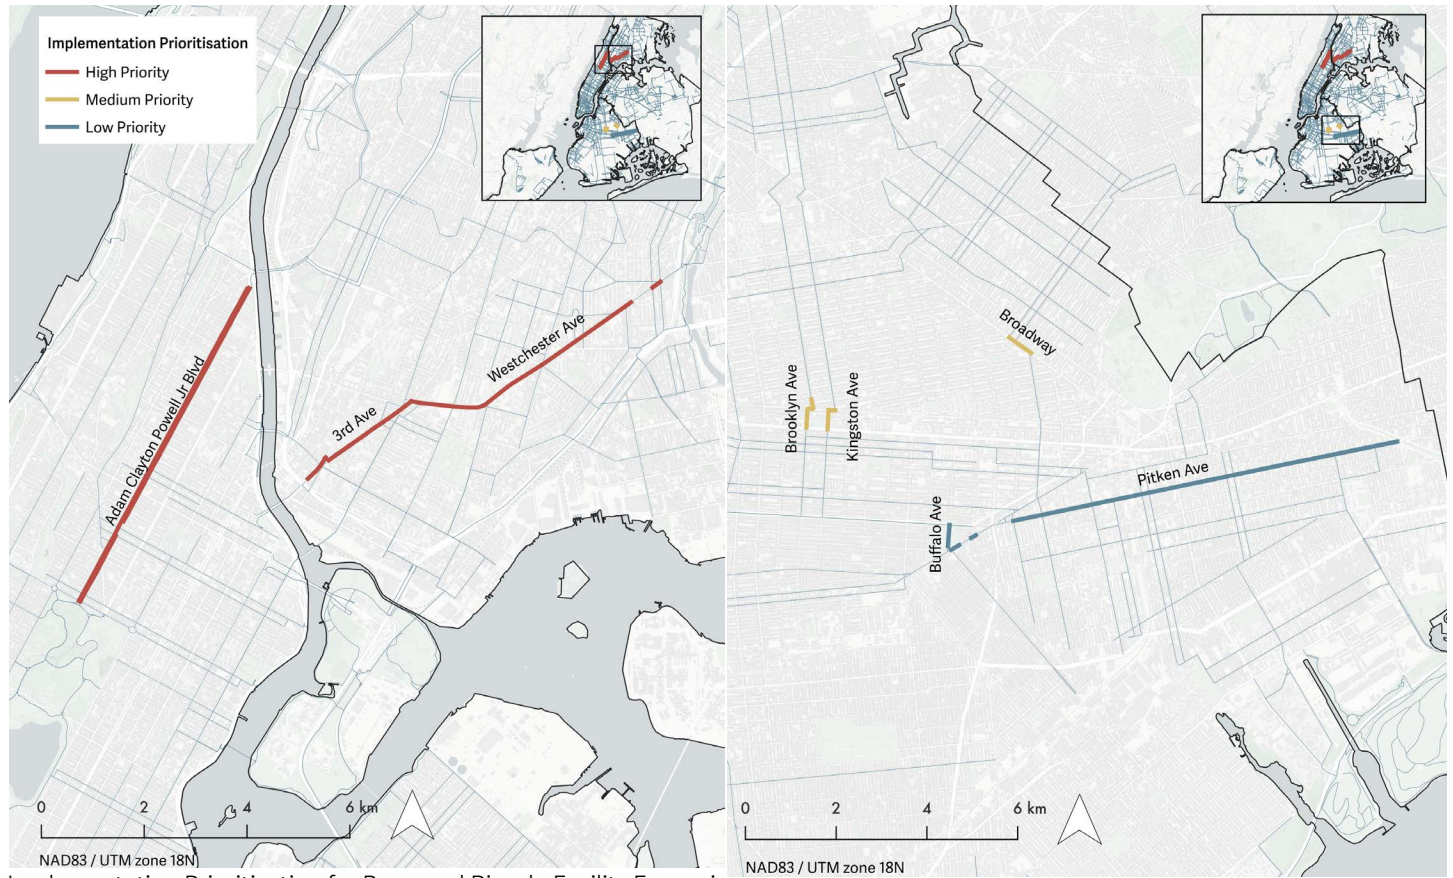 Implementation Prioritisation
High Priority
Medium Priority
Low Priority
Adam Clayton Powell Jr Blvd
3rd Ave
Westchester Ave
0 2 4 6 km
NAD83 / UTM zone 18N
Broadway
Brooklyn Ave
Kingston Ave
Pitken Ave
Buffalo Ave
0 2 4 6 km
NAD83 / UTM zone 18N